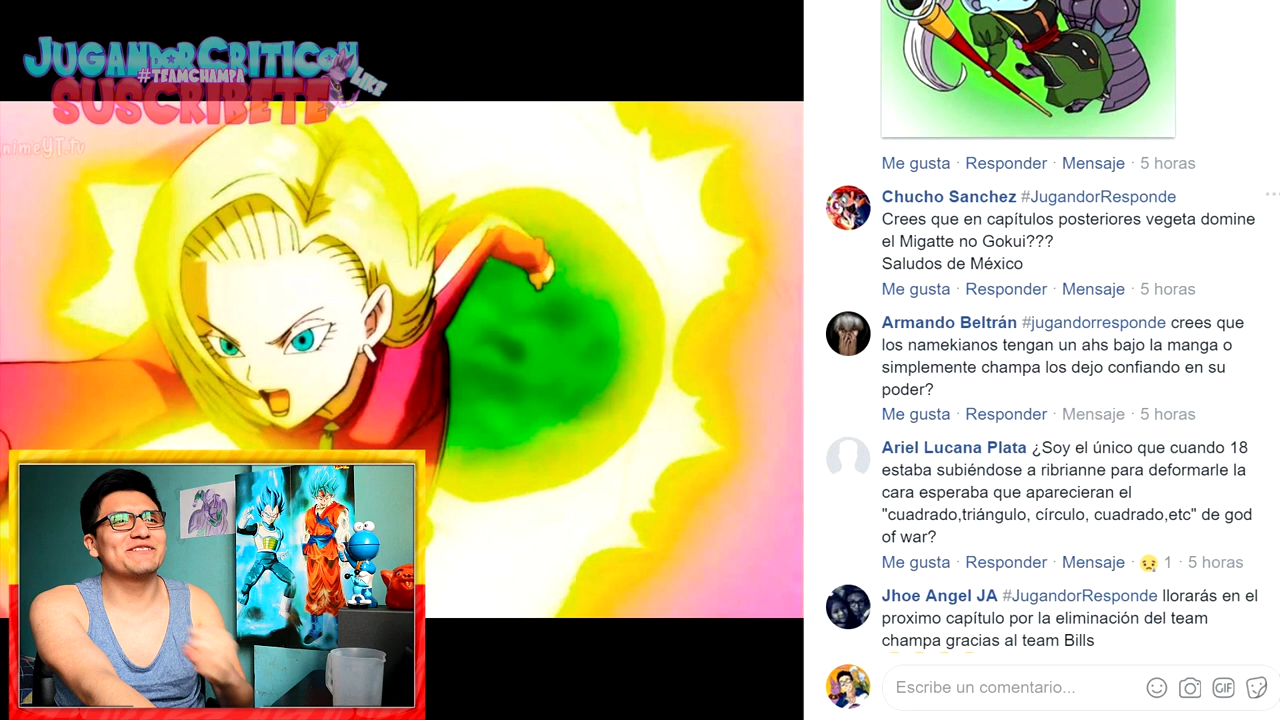 JUGANDORCRITICON
#TEAMCHAMPA
LIKE
SUSCRIBETE
nimeYT.tv
Me gusta · Responder · Mensaje · 5 horas
Chucho Sanchez #JugandorResponde
Crees que en capítulos posteriores vegeta domine
el Migatte no Gokui???
Saludos de México
Me gusta · Responder · Mensaje · 5 horas
Armando Beltrán #jugandorresponde crees que
los namekianos tengan un ahs bajo la manga o
simplemente champa los dejo confiando en su
poder?
Me gusta · Responder · Mensaje · 5 horas
Ariel Lucana Plata ¿Soy el único que cuando 18
estaba subiéndose a ribrianne para deformarle la
cara esperaba que aparecieran el
"cuadrado,triángulo, círculo, cuadrado,etc" de god
of war?
Me gusta · Responder · Mensaje · 😢 1 · 5 horas
Jhoe Angel JA #JugandorResponde llorarás en el
proximo capítulo por la eliminación del team
champa gracias al team Bills
Escribe un comentario...
GIF